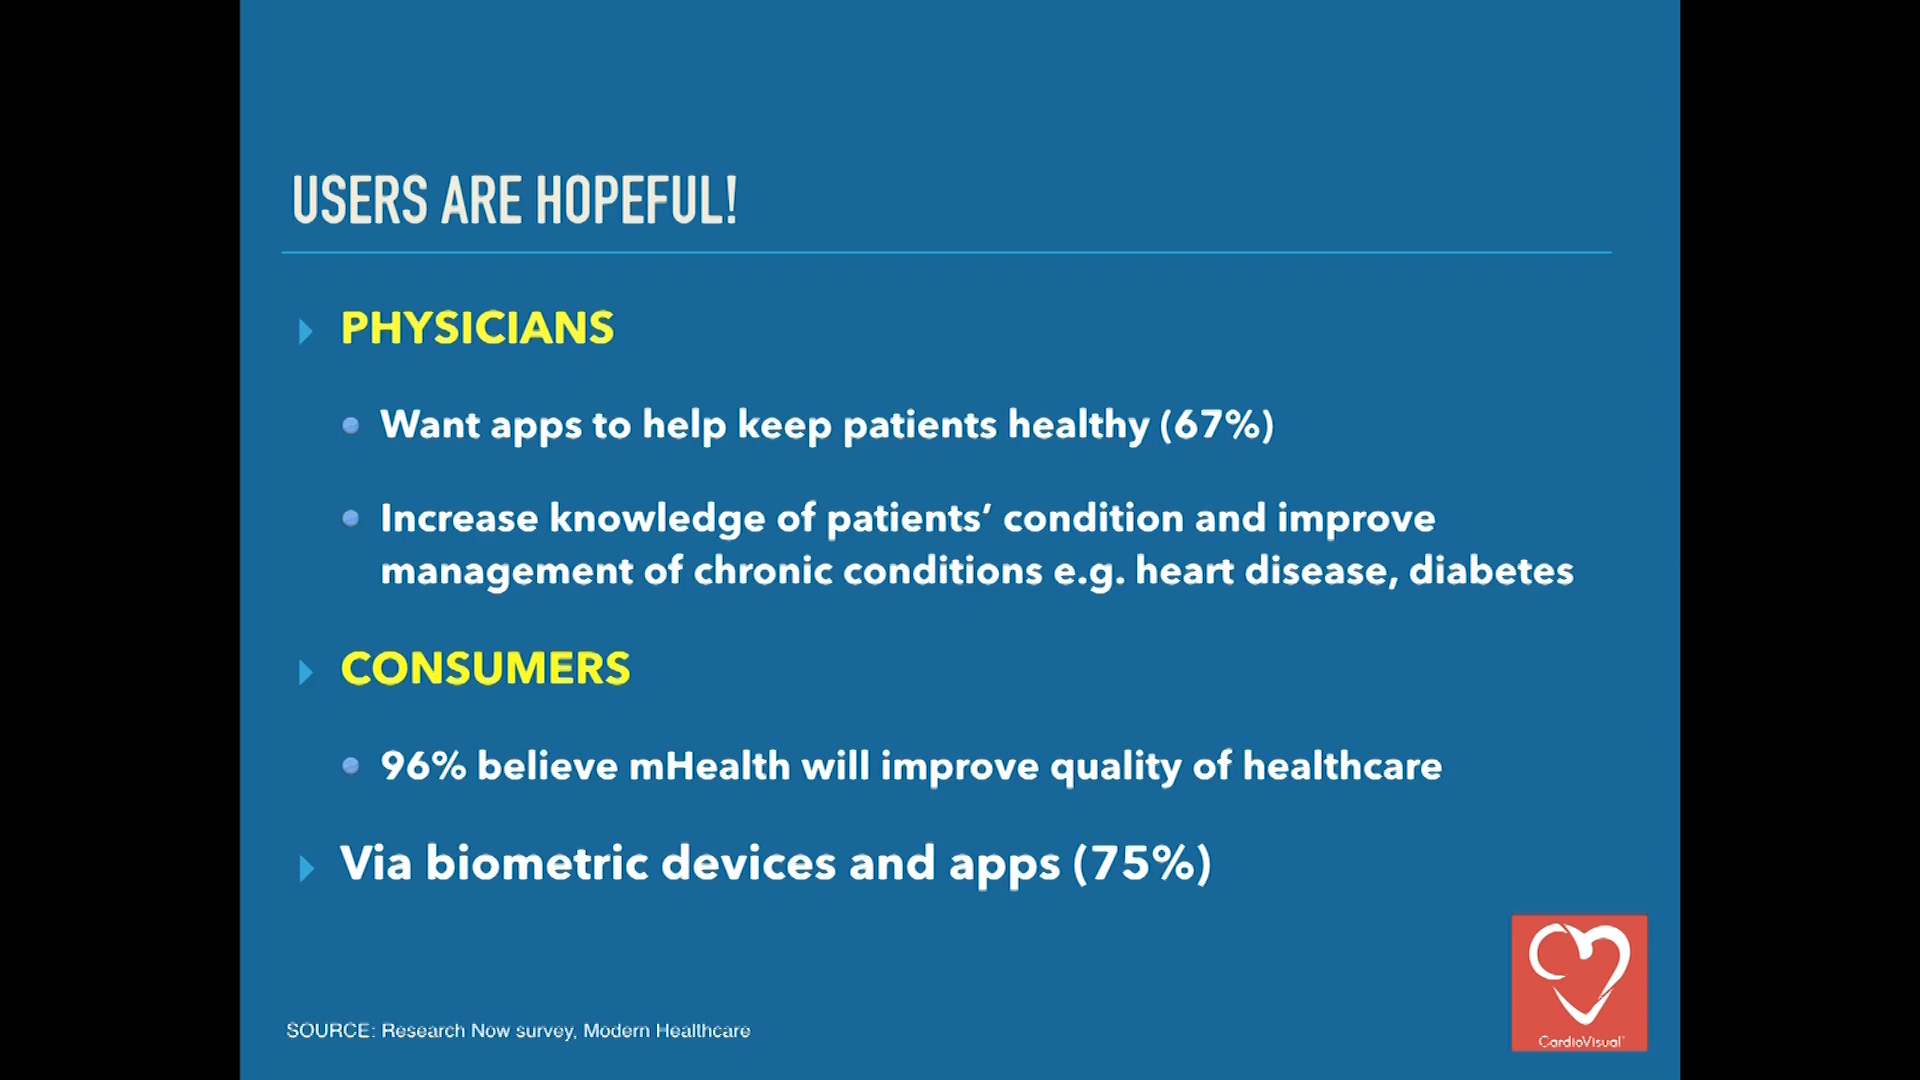 USERS ARE HOPEFUL!
PHYSICIANS
Want apps to help keep patients healthy (67%)
Increase knowledge of patients’ condition and improve
management of chronic conditions e.g. heart disease, diabetes
CONSUMERS
96% believe mHealth will improve quality of healthcare
Via biometric devices and apps (75%)
SOURCE: Research Now survey, Modern Healthcare
CardioVisual